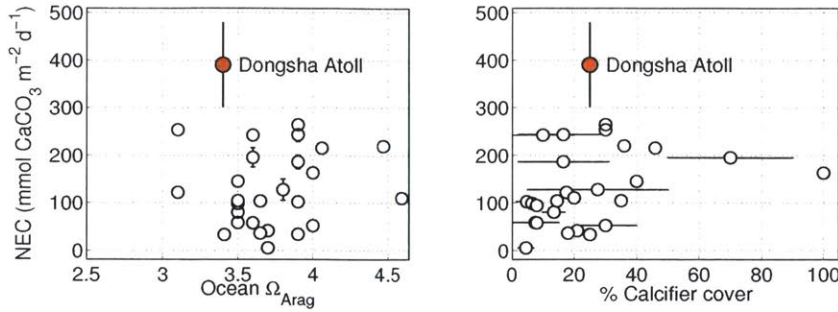 500
400
300
200
100
0
NEC (mmol CaCO₃ m⁻² d⁻¹)
Dongsha Atoll
2.5 3 3.5 4 4.5
Ocean Ω_Arag
500
400
300
200
100
0
Dongsha Atoll
0 20 40 60 80 100
% Calcifier cover